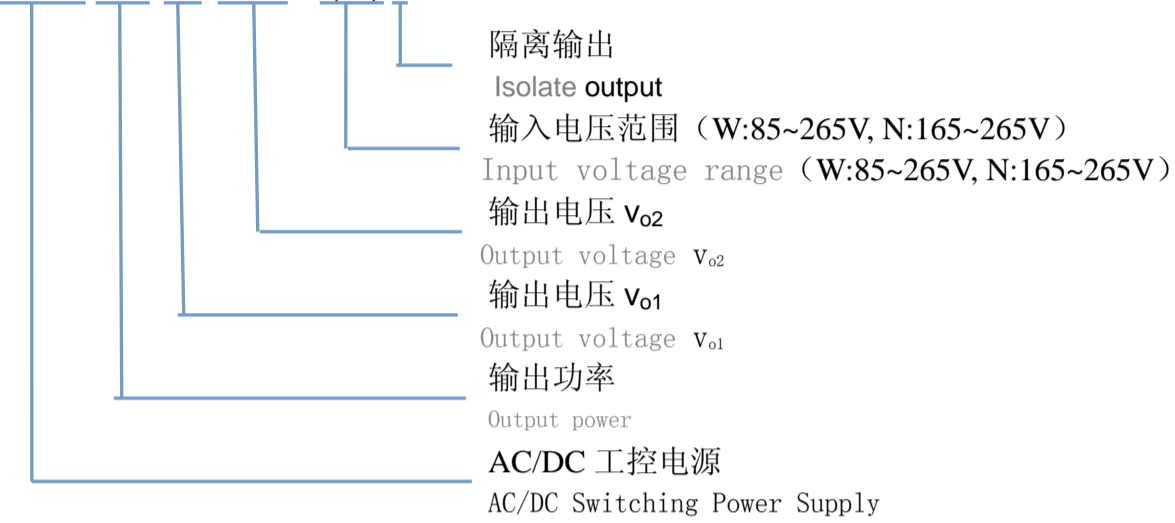 隔离输出
Isolate output
输入电压范围（W:85~265V, N:165~265V）
Input voltage range（W:85~265V, N:165~265V）
输出电压 Vo2
Output voltage Vo2
输出电压 Vo1
Output voltage Vo1
输出功率
Output power
AC/DC 工控电源
AC/DC Switching Power Supply